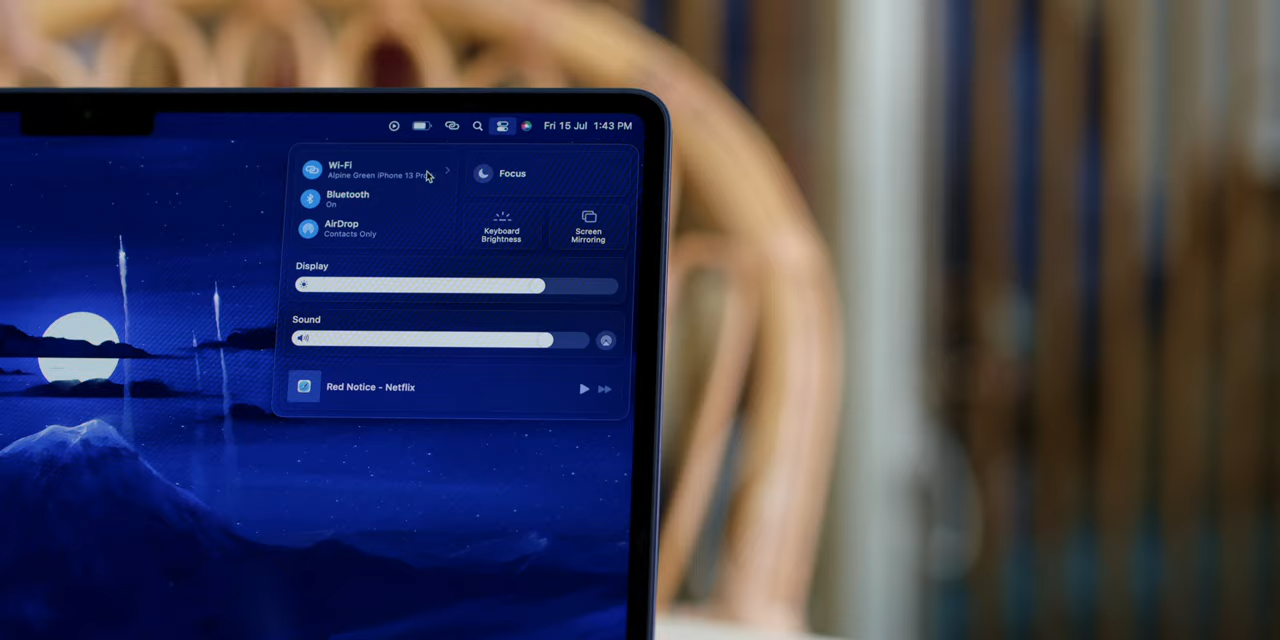 Fri 15 Jul 1:43 PM
Wi-Fi
Alpine Green iPhone 13 Pro
Bluetooth
On
AirDrop
Contacts Only
Focus
Keyboard
Brightness
Screen
Mirroring
Display
Sound
Red Notice - Netflix